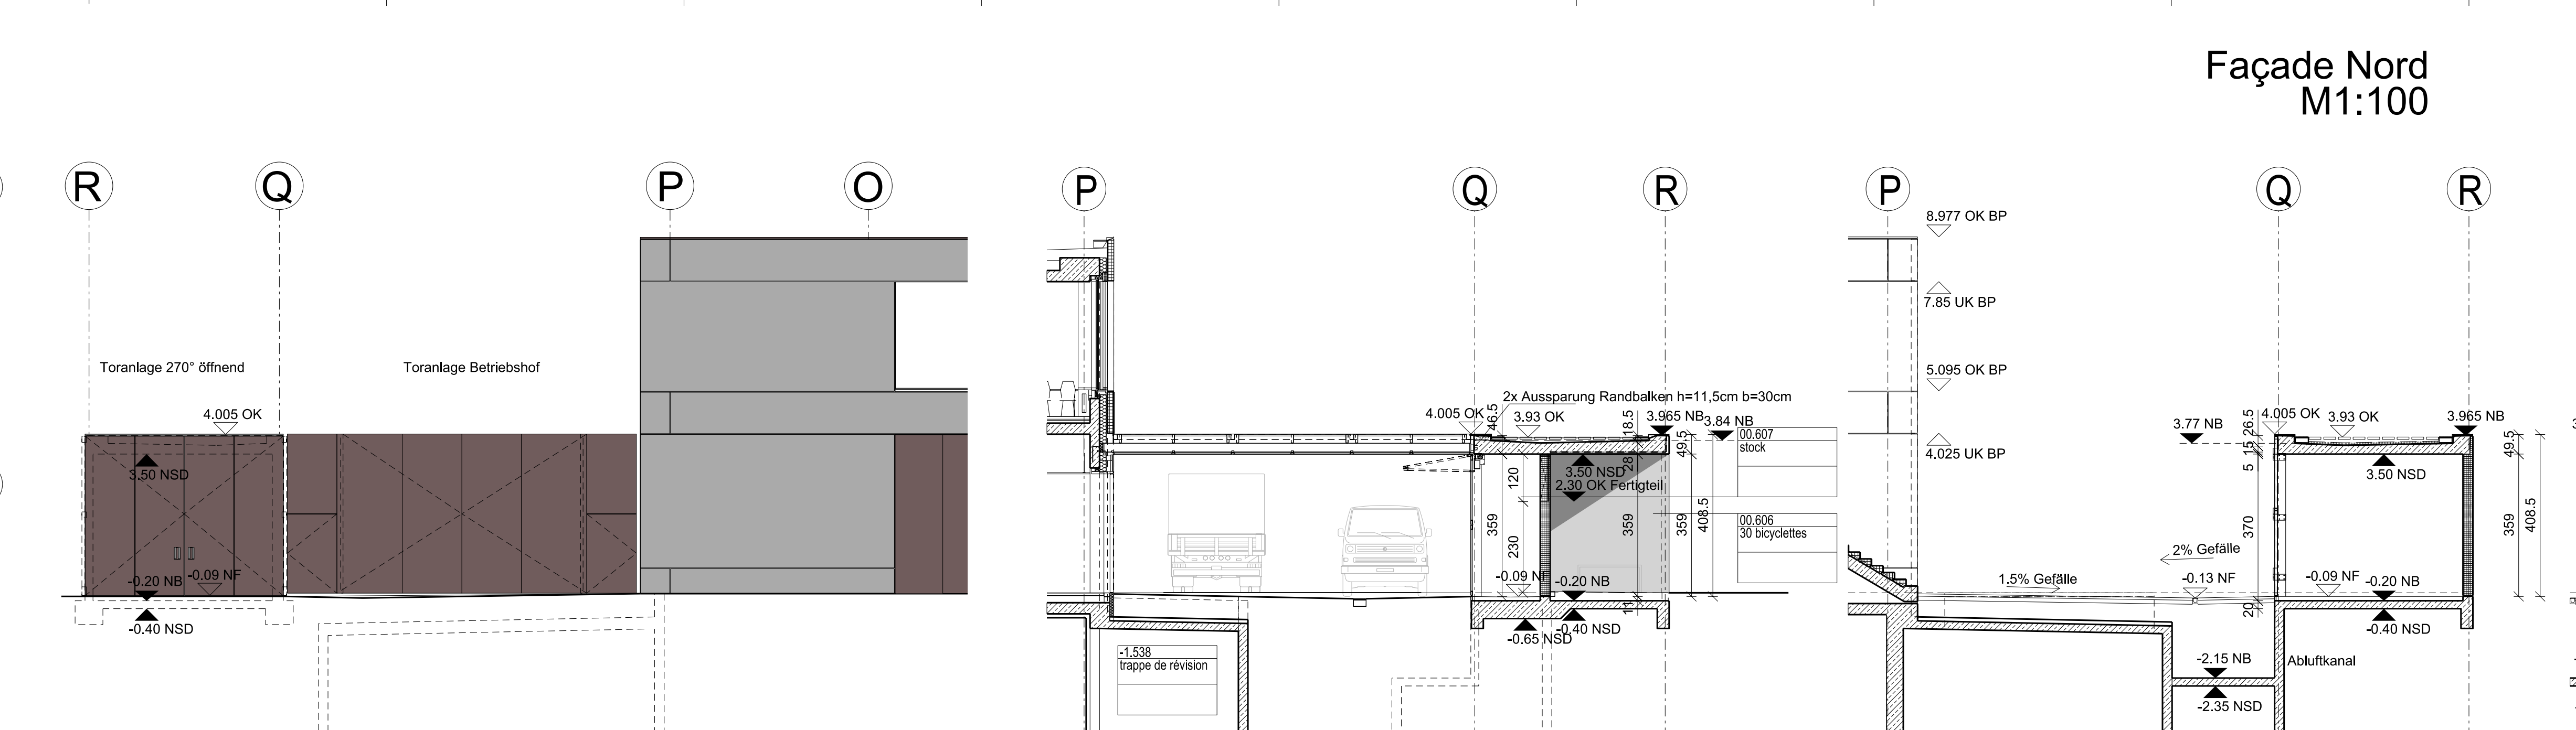 Façade Nord
M1:100
R
Q
P
O
Toranlage 270° öffnend
Toranlage Betriebshof
4.005 OK
3.50 NSD
-0.20 NB
-0.09 NF
-0.40 NSD
P
Q
R
2x Aussparung Randbalken h=11,5cm b=30cm
4.005 OK
46.5
3.93 OK
18.5
3.965 NB
49.5
3.84 NB
00.607
stock
3.50 NSD
28
2.30 OK Fertigteil
120
359
230
359
359
408.5
00.606
30 bicyclettes
-0.09 NF
-0.20 NB
11
-0.40 NSD
-0.65 NSD
-1.538
trappe de révision
P
Q
R
8.977 OK BP
7.85 UK BP
5.095 OK BP
4.025 UK BP
3.77 NB
26.5
15
5
4.005 OK
3.93 OK
3.965 NB
49.5
3.50 NSD
370
359
408.5
2% Gefälle
1.5% Gefälle
-0.13 NF
-0.09 NF
-0.20 NB
20
-0.40 NSD
-2.15 NB
Abluftkanal
-2.35 NSD